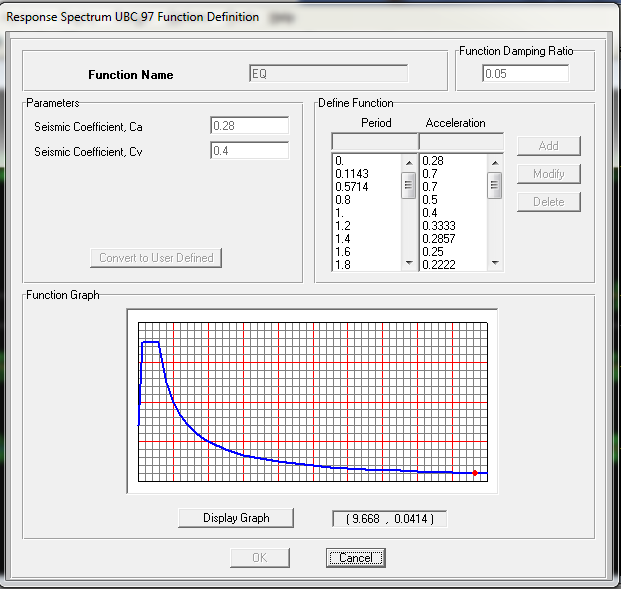 Response Spectrum UBC 97 Function Definition
Function Name
EQ
Function Damping Ratio
0.05
Parameters
Seismic Coefficient, Ca
0.28
Seismic Coefficient, Cv
0.4
Convert to User Defined
Define Function
Period Acceleration
0. 0.28
0.1143 0.7
0.5714 0.7
0.8 0.5
1. 0.4
1.2 0.3333
1.4 0.2857
1.6 0.25
1.8 0.2222
Add
Modify
Delete
Function Graph
Display Graph
( 9.668 , 0.0414 )
OK
Cancel